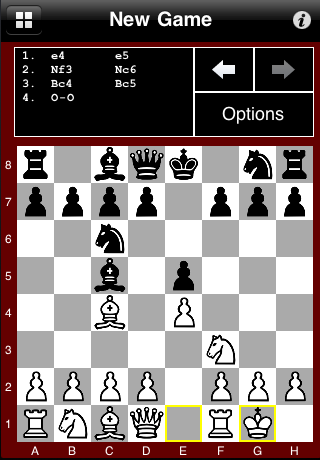 New Game
1. e4 e5
2. Nf3 Nc6
3. Bc4 Bc5
4. O-O
Options
8
7
6
5
4
3
2
1
A B C D E F G H